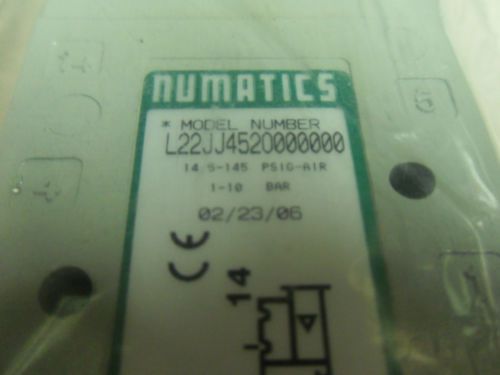 NUMATICS
* MODEL NUMBER
L22JJ4520000000
14.5-145 PSIG-AIR
1-10 BAR
02/23/06
CE
14